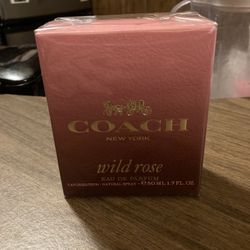 COACH
NEW YORK
wild rose
EAU DE PARFUM
VAPORISATEUR • NATURAL SPRAY • e 50 ML 1.7 FL. OZ.